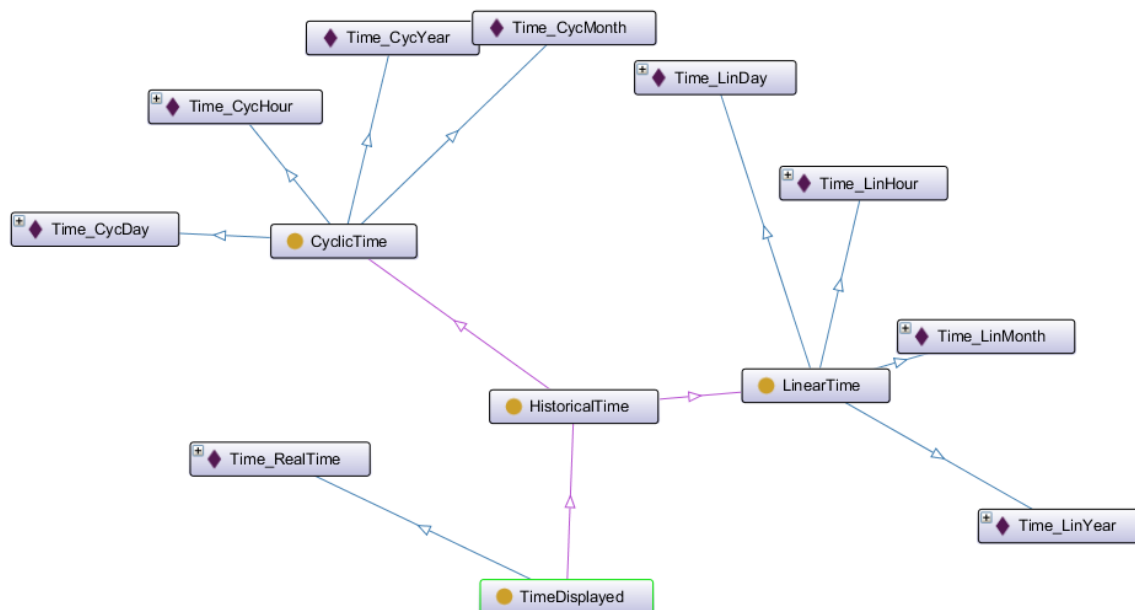 Time_CycYear
Time_CycMonth
Time_LinDay
Time_CycHour
Time_LinHour
Time_CycDay
CyclicTime
Time_LinMonth
LinearTime
HistoricalTime
Time_RealTime
Time_LinYear
TimeDisplayed